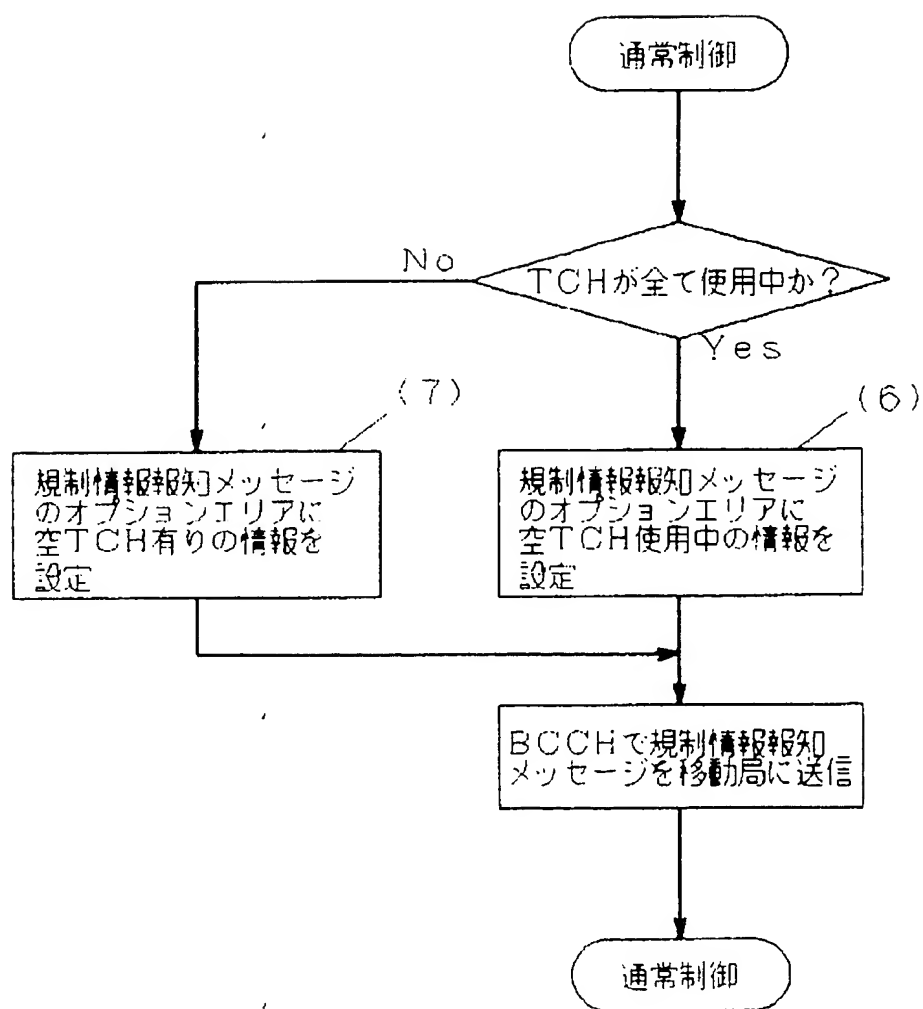 通常制御
TCHが全て使用中か?
No
Yes
(7)
(6)
規制情報報知メッセージ
のオプションエリアに
空TCH有りの情報を
設定
規制情報報知メッセージ
のオプションエリアに
空TCH使用中の情報を
設定
BCCHで規制情報報知
メッセージを移動局に送信
通常制御